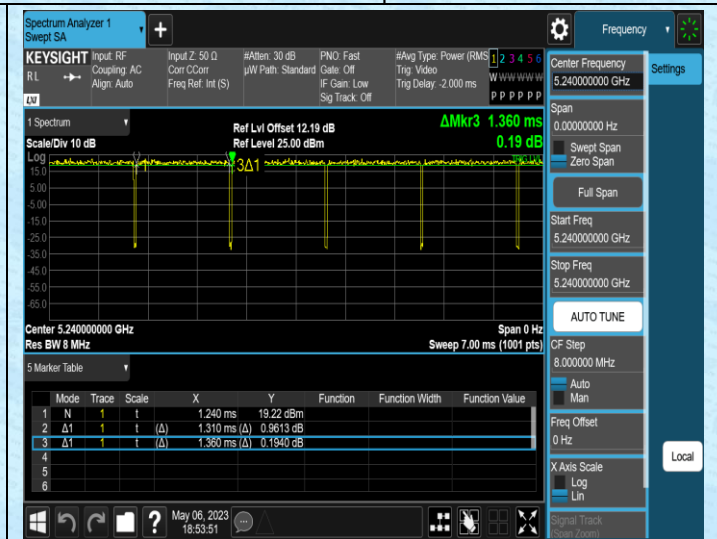 Spectrum Analyzer 1
Swept SA
+
Frequency
KEYSIGHT
RL
LXI
Input: RF
Coupling: AC
Align: Auto
Input Z: 50 Ω
Corr CCorr
Freq Ref: Int (S)
#Atten: 30 dB
µW Path: Standard
PNO: Fast
Gate: Off
IF Gain: Low
Sig Track: Off
#Avg Type: Power (RMS
Trig: Video
Trig Delay: -2.000 ms
1 2 3 4 5 6
W W W W W W
P P P P P P
1 Spectrum
Scale/Div 10 dB
Ref Lvl Offset 12.19 dB
Ref Level 25.00 dBm
ΔMkr3 1.360 ms
0.19 dB
Log
15.0
5.00
-5.00
-15.0
-25.0
-35.0
-45.0
-55.0
-65.0
1
3Δ1
Center 5.240000000 GHz
Res BW 8 MHz
Span 0 Hz
Sweep 7.00 ms (1001 pts)
5 Marker Table
Mode Trace Scale X Y Function Function Width Function Value
1 N 1 t 1.240 ms 19.22 dBm
2 Δ1 1 t (Δ) 1.310 ms (Δ) 0.9613 dB
3 Δ1 1 t (Δ) 1.360 ms (Δ) 0.1940 dB
4
5
6
?
May 06, 2023
18:53:51
Center Frequency
5.240000000 GHz
Span
0.00000000 Hz
Swept Span
Zero Span
Full Span
Start Freq
5.240000000 GHz
Stop Freq
5.240000000 GHz
AUTO TUNE
CF Step
8.000000 MHz
Auto
Man
Freq Offset
0 Hz
X Axis Scale
Log
Lin
Signal Track
(Span Zoom)
Settings
Local